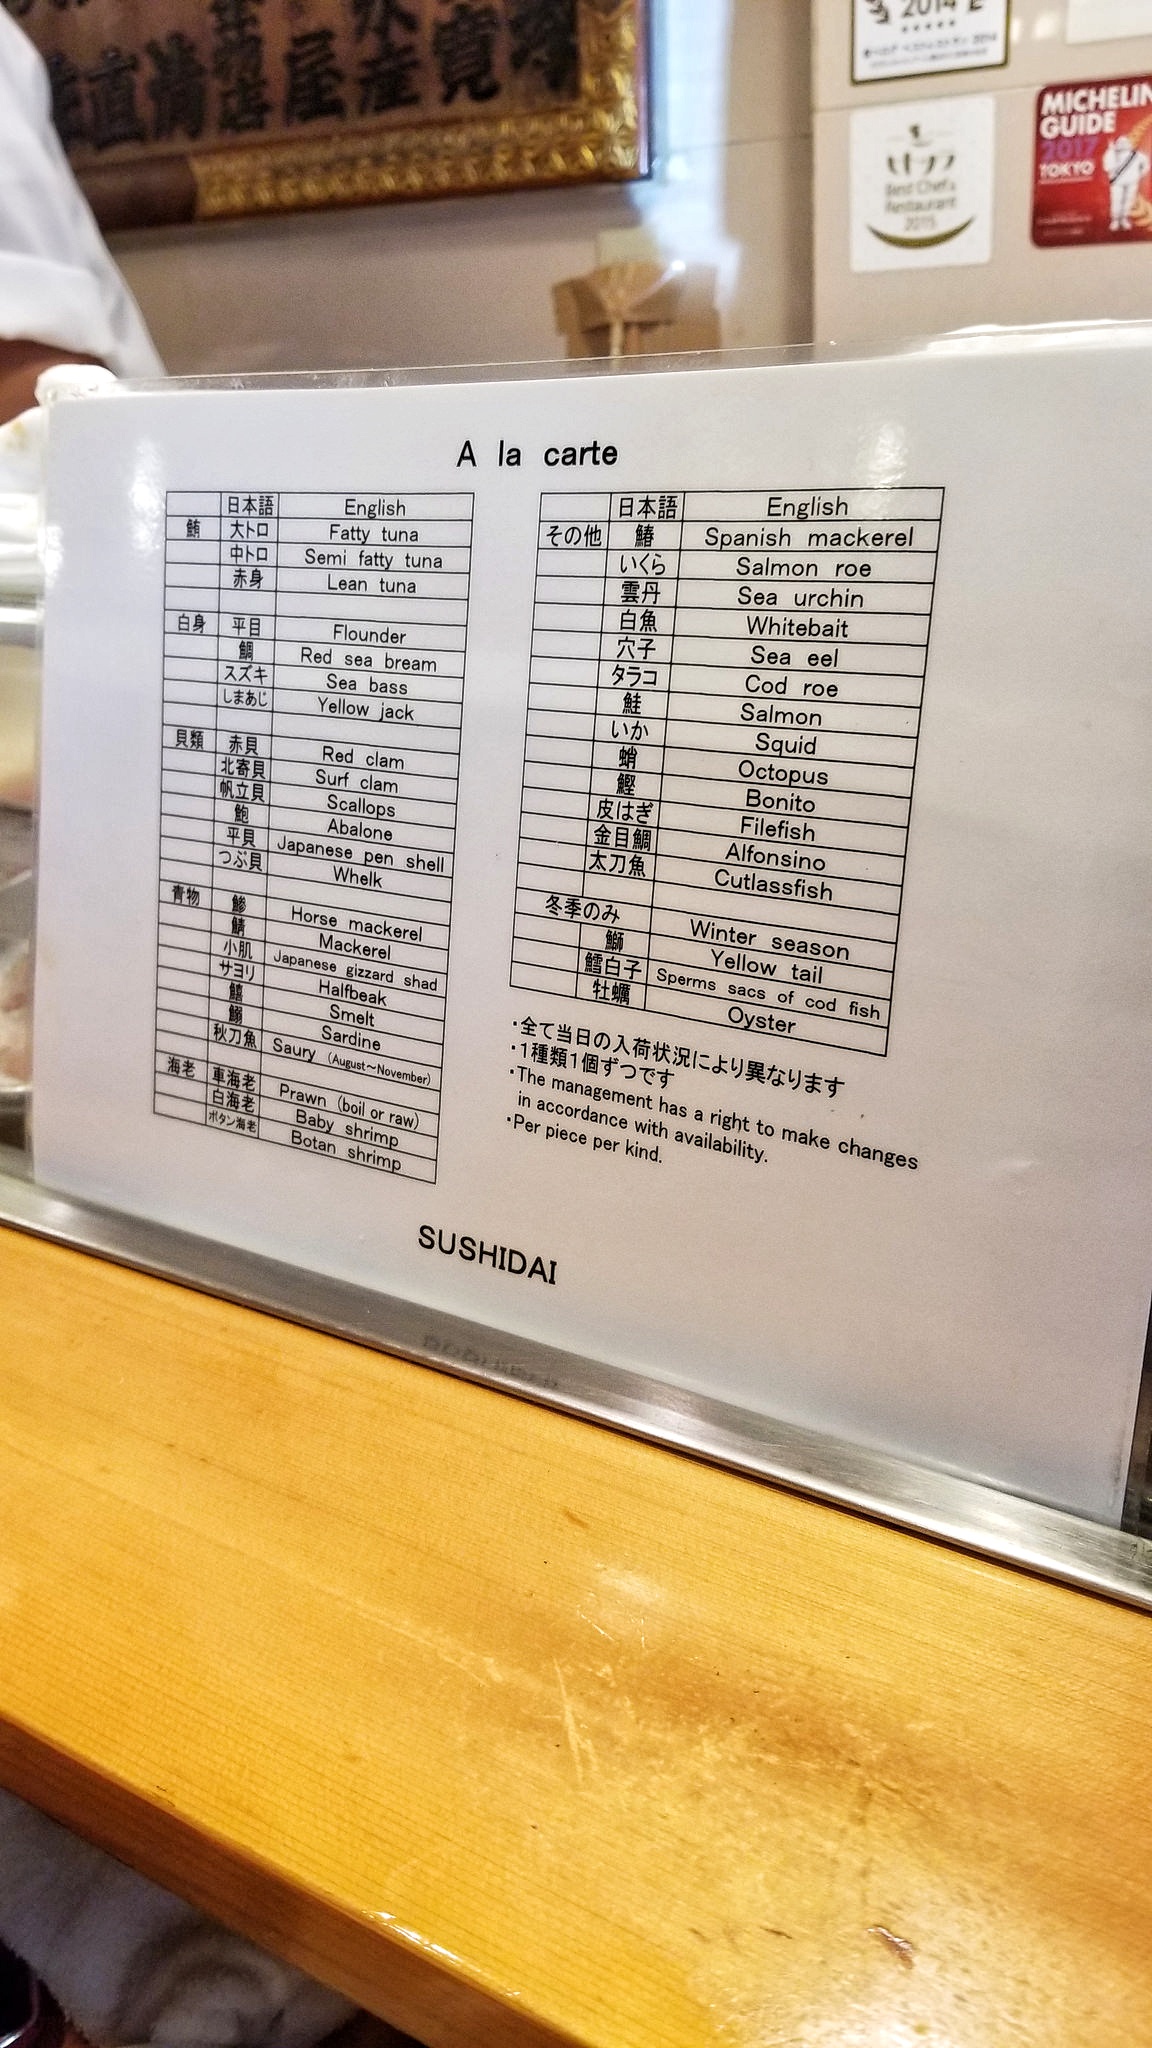 2014
Best Chef &
Restaurant
2015
MICHELIN
GUIDE
2017
TOKYO
A la carte
日本語 English
鮪 大トロ Fatty tuna
中トロ Semi fatty tuna
赤身 Lean tuna
白身 平目 Flounder
鯛 Red sea bream
スズキ Sea bass
しまあじ Yellow jack
貝類 赤貝 Red clam
北寄貝 Surf clam
帆立貝 Scallops
鮑 Abalone
平貝 Japanese pen shell
つぶ貝 Whelk
青物 鯵 Horse mackerel
鯖 Mackerel
小肌 Japanese gizzard shad
サヨリ Halfbeak
鱚 Smelt
鰯 Sardine
秋刀魚 Saury (August～November)
海老 車海老 Prawn (boil or raw)
白海老 Baby shrimp
ボタン海老 Botan shrimp
日本語 English
その他 鰆 Spanish mackerel
いくら Salmon roe
雲丹 Sea urchin
白魚 Whitebait
穴子 Sea eel
タラコ Cod roe
鮭 Salmon
いか Squid
蛸 Octopus
鰹 Bonito
皮はぎ Filefish
金目鯛 Alfonsino
太刀魚 Cutlassfish
冬季のみ Winter season
鰤 Yellow tail
鱈白子 Sperms sacs of cod fish
牡蠣 Oyster
・全て当日の入荷状況により異なります
・1種類1個ずつです
・The management has a right to make changes
in accordance with availability.
・Per piece per kind.
SUSHIDAI